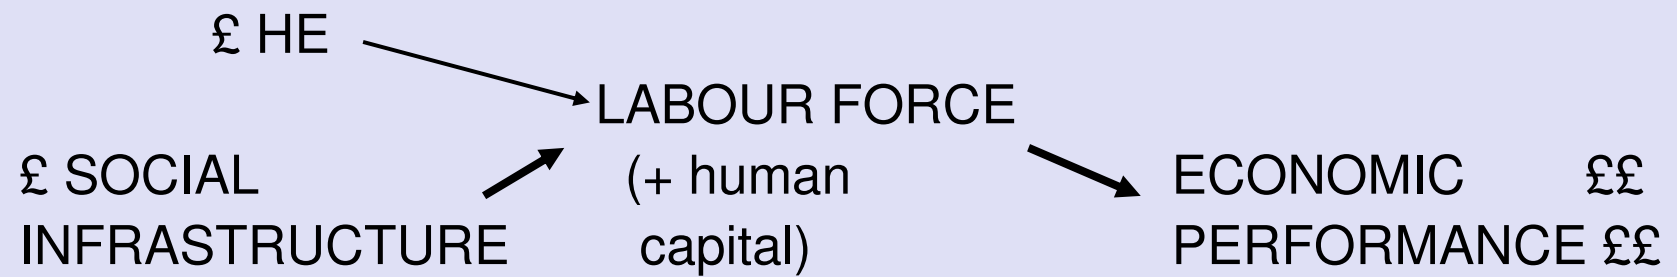 £ HE
LABOUR FORCE
(+ human
capital)
£ SOCIAL
INFRASTRUCTURE
ECONOMIC ££
PERFORMANCE ££